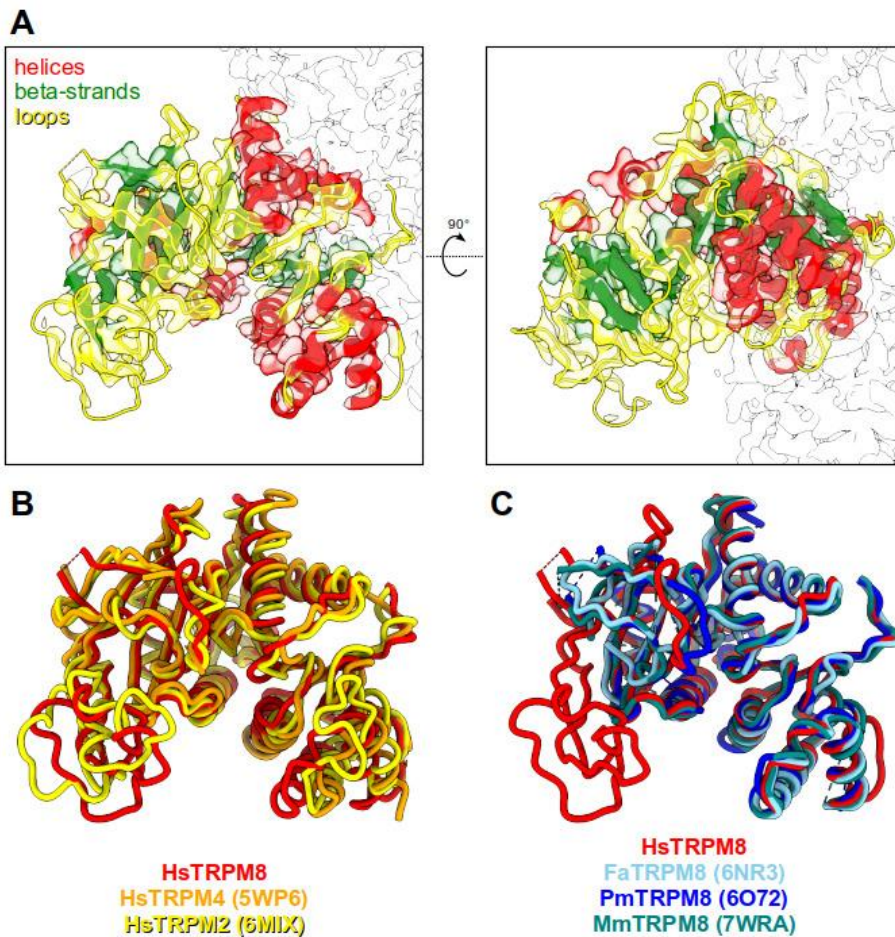 A
helices
beta-strands
loops
90°
B
C
HsTRPM8
HsTRPM4 (5WP6)
HsTRPM2 (6MIX)
HsTRPM8
FaTRPM8 (6NR3)
PmTRPM8 (6O72)
MmTRPM8 (7WRA)